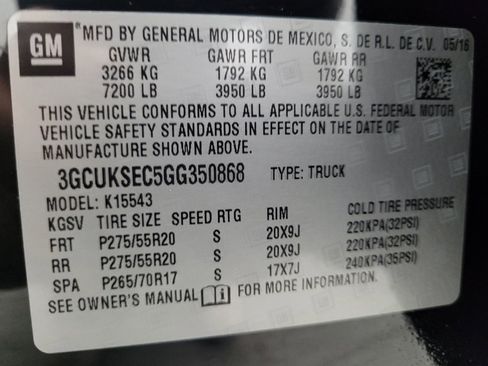 GM *MFD BY GENERAL MOTORS DE MEXICO, S. DE R.L. DE C.V. 05/16
GVWR GAWR FRT GAWR RR
3266 KG 1792 KG 1792 KG
7200 LB 3950 LB 3950 LB
THIS VEHICLE CONFORMS TO ALL APPLICABLE U.S. FEDERAL MOTOR
VEHICLE SAFETY STANDARDS IN EFFECT ON THE DATE OF
MANUFACTURE SHOWN ABOVE.
3GCUKSEC5GG350868 TYPE: TRUCK
MODEL: K15543
KGSV TIRE SIZE SPEED RTG RIM COLD TIRE PRESSURE
FRT P275/55R20 S 20X9J 220KPA(32PSI)
RR P275/55R20 S 20X9J 220KPA(32PSI)
SPA P265/70R17 S 17X7J 240KPA(35PSI)
SEE OWNER'S MANUAL FOR MORE INFORMATION.